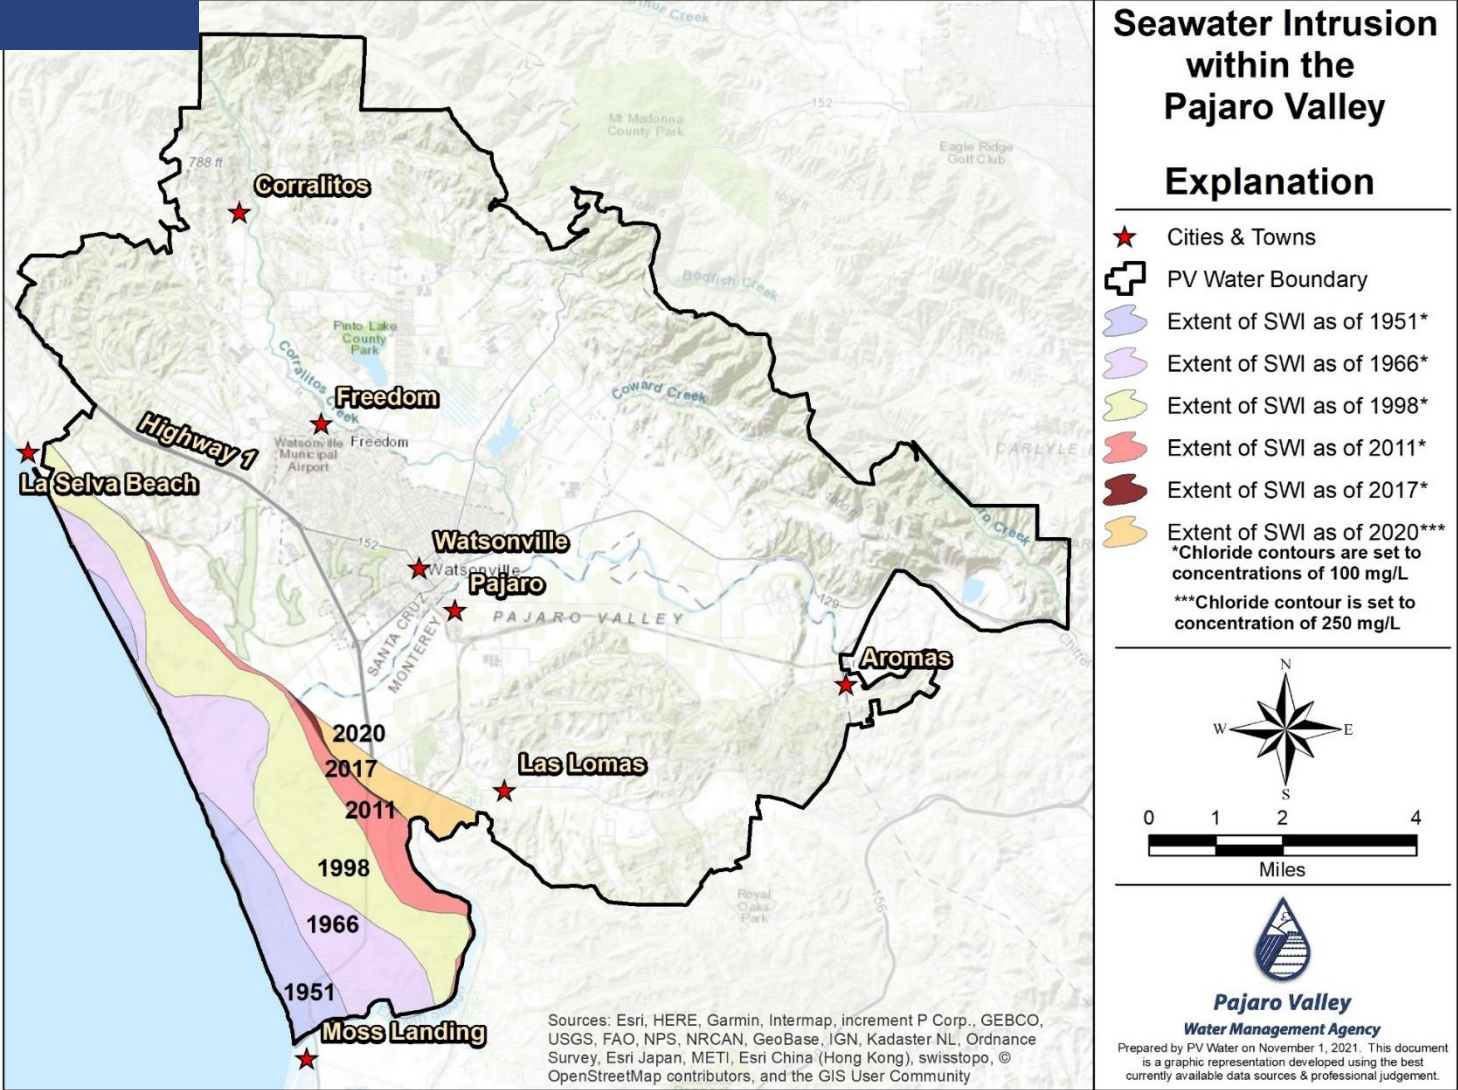 Seawater Intrusion
within the
Pajaro Valley
Explanation
Cities & Towns
PV Water Boundary
Extent of SWI as of 1951*
Extent of SWI as of 1966*
Extent of SWI as of 1998*
Extent of SWI as of 2011*
Extent of SWI as of 2017*
Extent of SWI as of 2020***
*Chloride contours are set to
concentrations of 100 mg/L
***Chloride contour is set to
concentration of 250 mg/L
N
W
E
S
0 1 2 4
Miles
Pajaro Valley
Water Management Agency
Prepared by PV Water on November 1, 2021. This document
is a graphic representation developed using the best
currently available data sources & professional judgement.
Creek
152
Mt Madonna
County Park
Eagle Ridge
Golf Club
788 ft
Corralitos
Bodfish Creek
Pinto Lake
County
Park
Corralitos Creek
Coward Creek
Freedom
Freedom
Highway 1
Watsonville
Municipal
Airport
La Selva Beach
152
Watsonville
Watsonville
Pajaro
PAJARO VALLEY
SANTA CRUZ
MONTEREY
129
Creek
Aromas
2020
2017
2011
1998
1966
1951
Las Lomas
Royal
Oaks
Park
156
Moss Landing
Sources: Esri, HERE, Garmin, Intermap, increment P Corp., GEBCO,
USGS, FAO, NPS, NRCAN, GeoBase, IGN, Kadaster NL, Ordnance
Survey, Esri Japan, METI, Esri China (Hong Kong), swisstopo, ©
OpenStreetMap contributors, and the GIS User Community